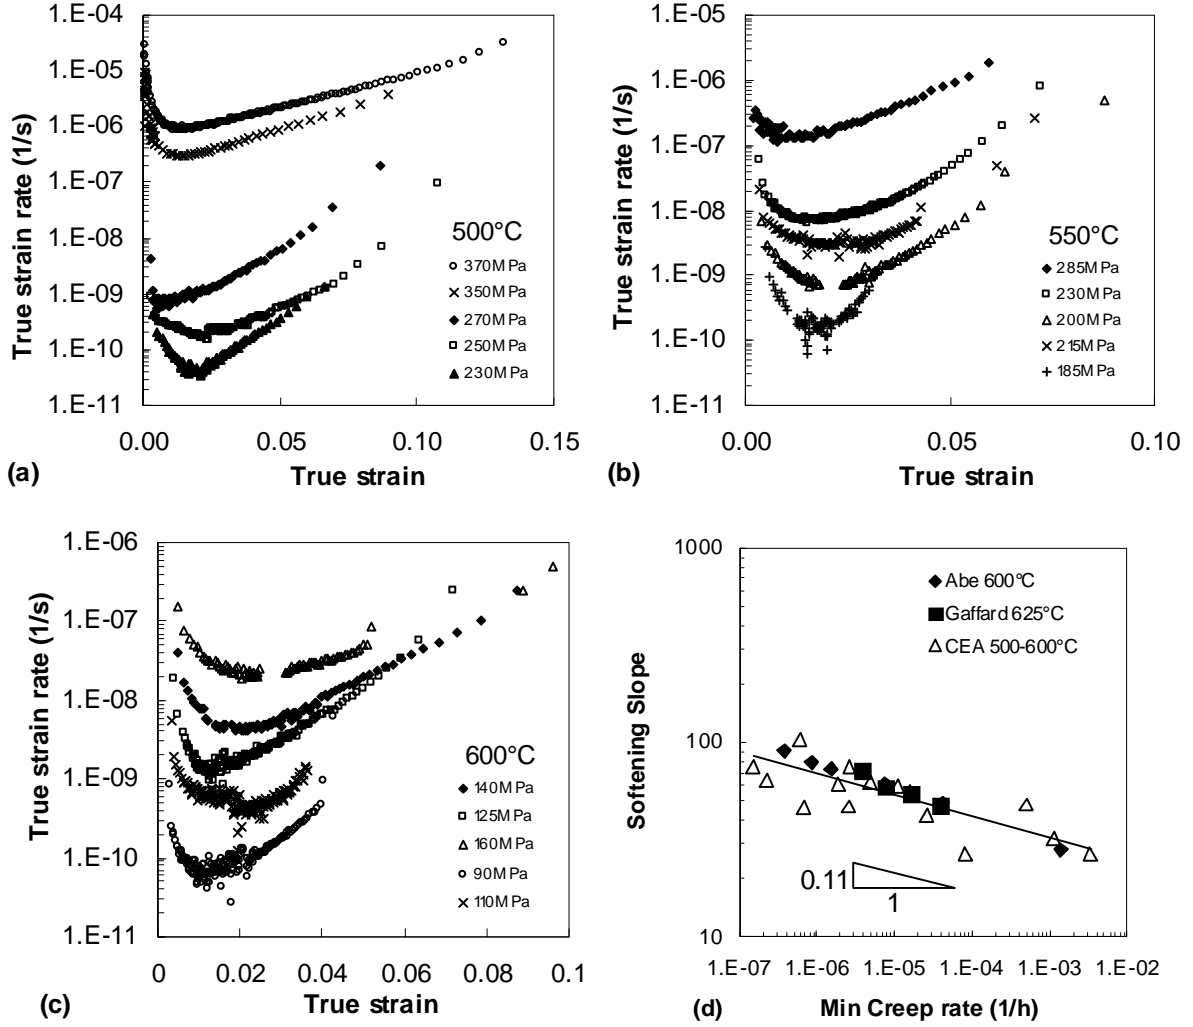 1.E-04
1.E-05
1.E-06
1.E-07
1.E-08
1.E-09
1.E-10
1.E-11
True strain rate (1/s)
500°C
370MPa
350MPa
270MPa
250MPa
230MPa
0.00
0.05
0.10
0.15
True strain
(a)
1.E-05
1.E-06
1.E-07
1.E-08
1.E-09
1.E-10
1.E-11
True strain rate (1/s)
550°C
285MPa
230MPa
200MPa
215MPa
185MPa
0.00
0.05
0.10
True strain
(b)
1.E-06
1.E-07
1.E-08
1.E-09
1.E-10
1.E-11
True strain rate (1/s)
600°C
140MPa
125MPa
160MPa
90MPa
110MPa
0
0.02
0.04
0.06
0.08
0.1
True strain
(c)
1000
100
10
Softening Slope
Abe 600°C
Gaffard 625°C
CEA 500-600°C
0.11
1
1.E-07
1.E-06
1.E-05
1.E-04
1.E-03
1.E-02
Min Creep rate (1/h)
(d)